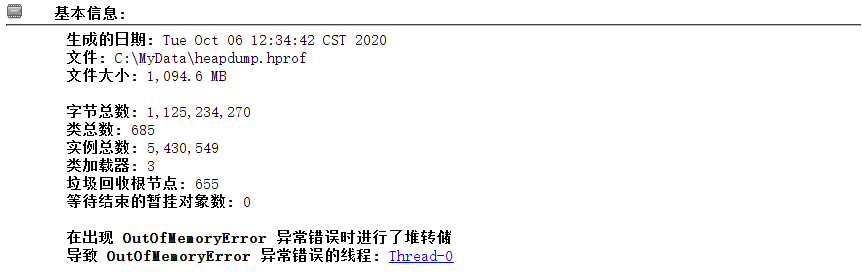 基本信息:
生成的日期: Tue Oct 06 12:34:42 CST 2020
文件: C:\MyData\heapdump.hprof
文件大小: 1,094.6 MB
字节总数: 1,125,234,270
类总数: 685
实例总数: 5,430,549
类加载器: 3
垃圾回收根节点: 655
等待结束的暂挂对象数: 0
在出现 OutOfMemoryError 异常错误时进行了堆转储
导致 OutOfMemoryError 异常错误的线程: Thread-0